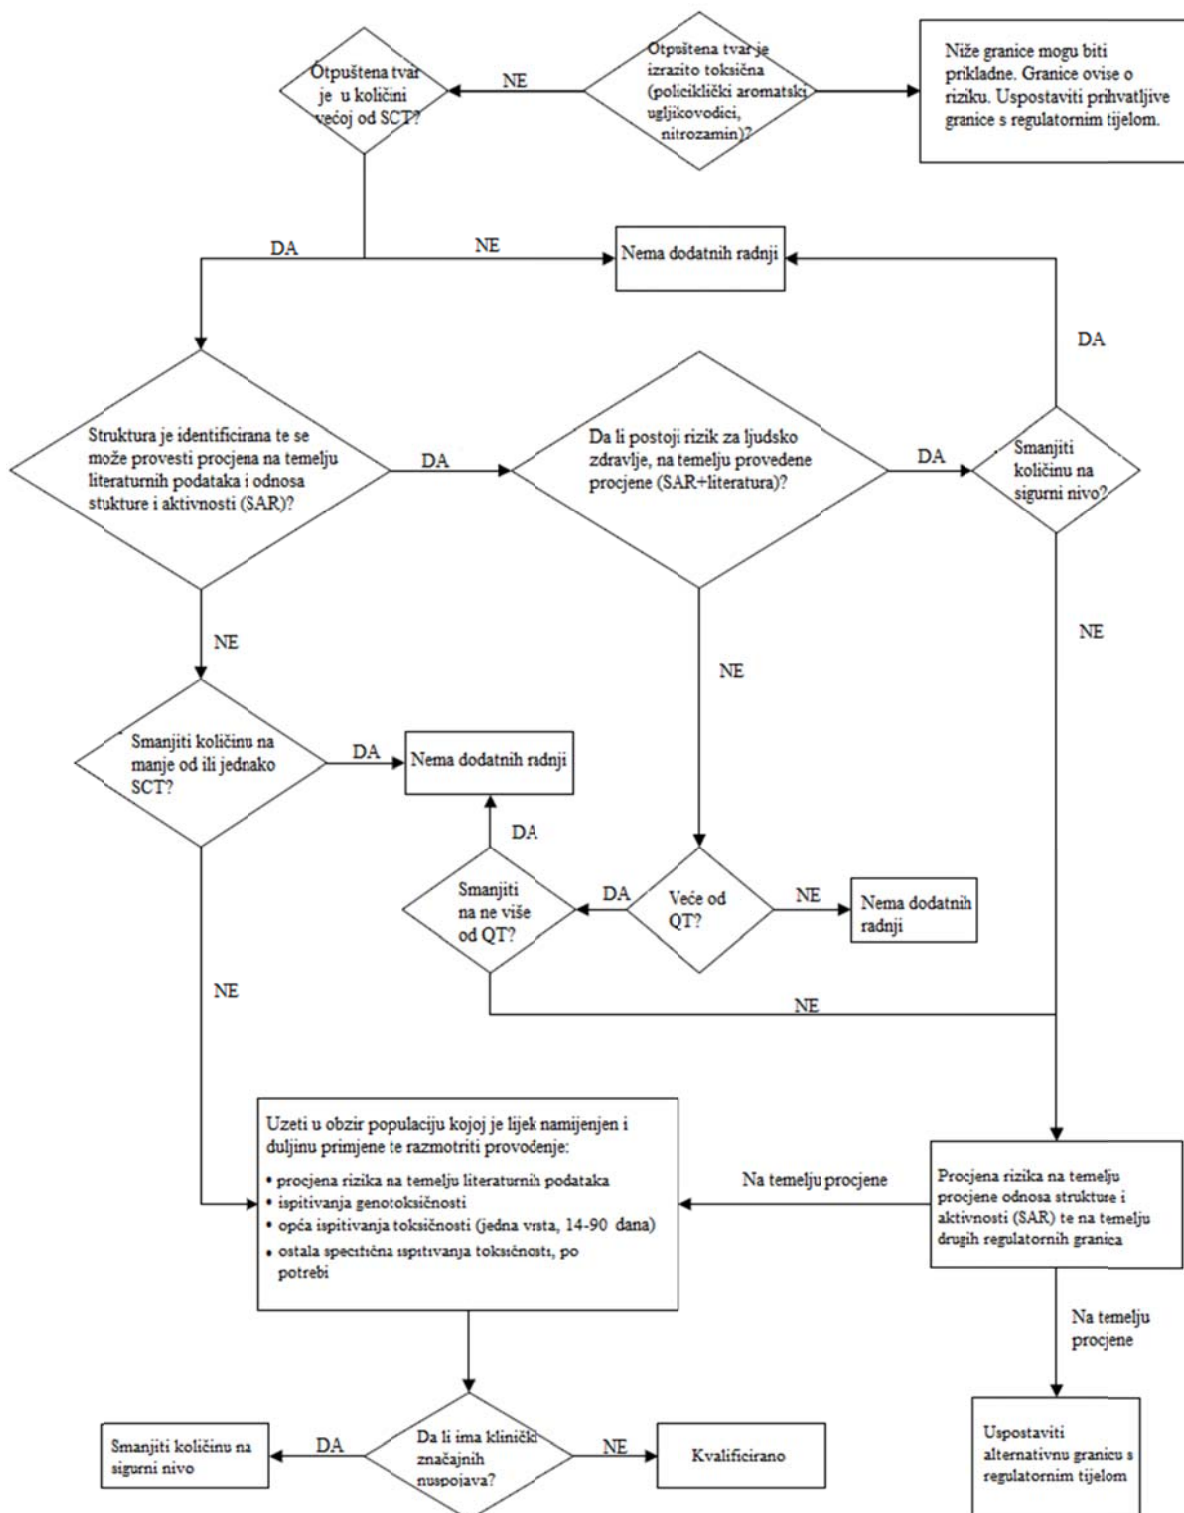 Otpuštena tvar
je u količini
većoj od SCT?
NE
Otpuštena tvar je
izrazito toksična
(policiklički aromatski
ugljikovodici,
nitrozamin)?
Niže granice mogu biti
prikladne. Granice ovise o
riziku. Uspostaviti prihvatljive
granice s regulatornim tijelom.
DA
NE
Nema dodatnih radnji
DA
Struktura je identificirana te se
može provesti procjena na temelju
literaturnih podataka i odnosa
stukture i aktivnosti (SAR)?
DA
Da li postoji rizik za ljudsko
zdravlje, na temelju provedene
procjene (SAR+literatura)?
DA
Smanjiti
količinu na
sigurni nivo?
NE
NE
NE
Smanjiti količinu na
manje od ili jednako
SCT?
DA
Nema dodatnih radnji
DA
Smanjiti
na ne više
od QT?
DA
Veće od
QT?
NE
Nema dodatnih
radnji
NE
NE
Uzeti u obzir populaciju kojoj je lijek namijenjen i
duljinu primjene te razmotriti provođenje:
• procjena rizika na temelju literaturnih podataka
• ispitivanja genotoksičnosti
• opća ispitivanja toksičnosti (jedna vrsta, 14-90 dana)
• ostala specifična ispitivanja toksičnosti, po
potrebi
Na temelju procjene
Procjena rizika na temelju
procjene odnosa strukture i
aktivnosti (SAR) te na temelju
drugih regulatornih granica
Na temelju
procjene
Smanjiti količinu na
sigurni nivo
DA
Da li ima klinički
značajnih
nuspojava?
NE
Kvalificirano
Uspostaviti
alternativnu granicu s
regulatornim tijelom